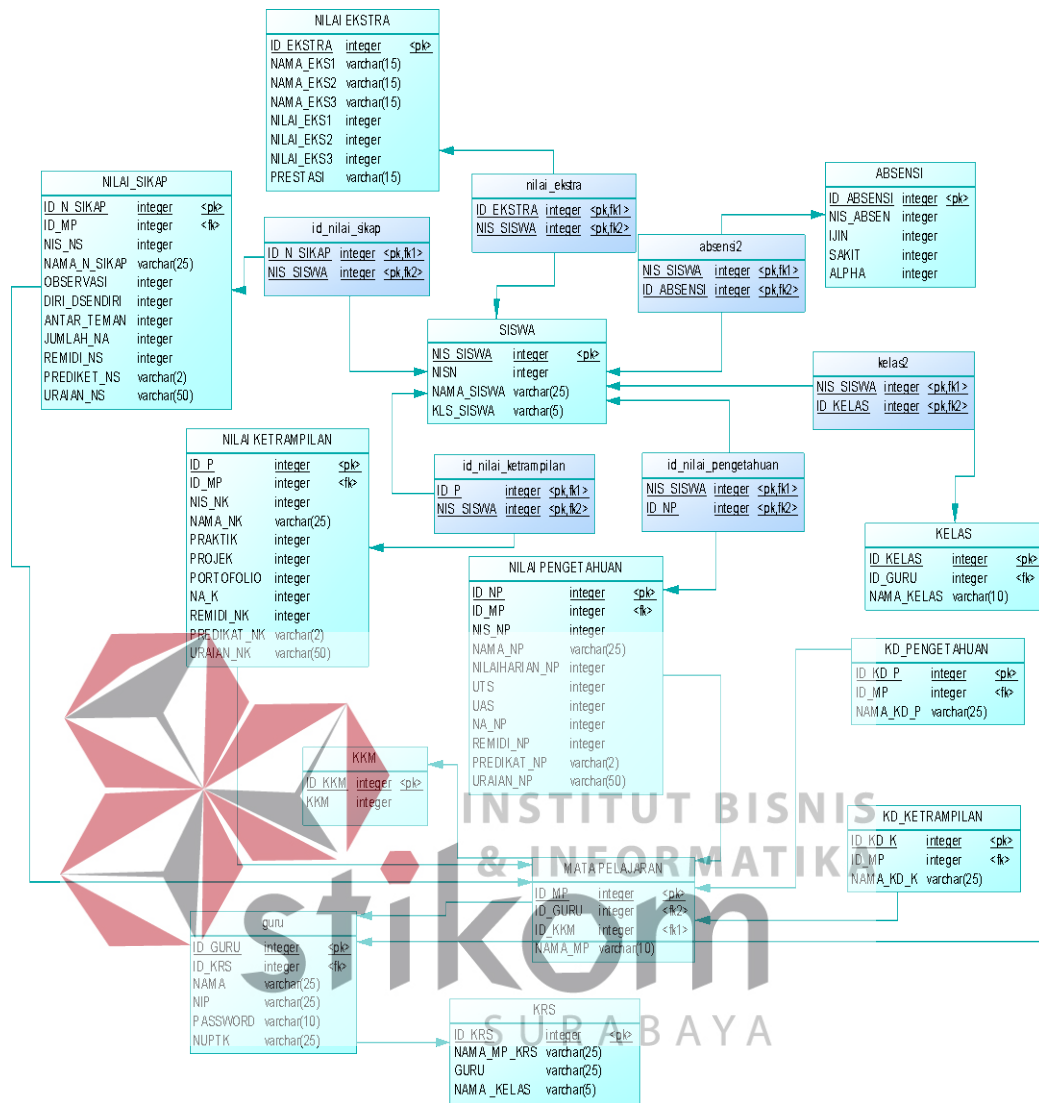 NILAI EKSTRA
ID_EKSTRA integer <pk>
NAMA_EKS1 varchar(15)
NAMA_EKS2 varchar(15)
NAMA_EKS3 varchar(15)
NILAI_EKS1 integer
NILAI_EKS2 integer
NILAI_EKS3 integer
PRESTASI varchar(15)
NILAI_SIKAP
ID_N_SIKAP integer <pk>
ID_MP integer <fk>
NIS_NS integer
NAMA_N_SIKAP varchar(25)
OBSERVASI integer
DIRI_DSENDIRI integer
ANTAR_TEMAN integer
JUMLAH_NA integer
REMIDI_NS integer
PREDIKET_NS varchar(2)
URAIAN_NS varchar(50)
id_nilai_sikap
ID_N_SIKAP integer <pk,fk1>
NIS_SISWA integer <pk,fk2>
nilai_ekstra
ID_EKSTRA integer <pk,fk1>
NIS_SISWA integer <pk,fk2>
absensi2
NIS_SISWA integer <pk,fk1>
ID_ABSENSI integer <pk,fk2>
ABSENSI
ID_ABSENSI integer <pk>
NIS_ABSEN integer
IJIN integer
SAKIT integer
ALPHA integer
SISWA
NIS_SISWA integer <pk>
NISN integer
NAMA_SISWA varchar(25)
KLS_SISWA varchar(5)
kelas2
NIS_SISWA integer <pk,fk1>
ID_KELAS integer <pk,fk2>
NILAI KETRAMPILAN
ID_P integer <pk>
ID_MP integer <fk>
NIS_NK integer
NAMA_NK varchar(25)
PRAKTIK integer
PROJEK integer
PORTOFOLIO integer
NA_K integer
REMIDI_NK integer
PREDIKAT_NK varchar(2)
URAIAN_NK varchar(50)
id_nilai_ketrampilan
ID_P integer <pk,fk1>
NIS_SISWA integer <pk,fk2>
id_nilai_pengetahuan
NIS_SISWA integer <pk,fk1>
ID_NP integer <pk,fk2>
KELAS
ID_KELAS integer <pk>
ID_GURU integer <fk>
NAMA_KELAS varchar(10)
NILAI PENGETAHUAN
ID_NP integer <pk>
ID_MP integer <fk>
NIS_NP integer
NAMA_NP varchar(25)
NILAIHARIAN_NP integer
UTS integer
UAS integer
NA_NP integer
REMIDI_NP integer
PREDIKAT_NP varchar(2)
URAIAN_NP varchar(50)
KD_PENGETAHUAN
ID_KD_P integer <pk>
ID_MP integer <fk>
NAMA_KD_P varchar(25)
KKM
ID_KKM integer <pk>
KKM integer
KD_KETRAMPILAN
ID_KD_K integer <pk>
ID_MP integer <fk>
NAMA_KD_K varchar(25)
MATA PELAJARAN
ID_MP integer <pk>
ID_GURU integer <fk2>
ID_KKM integer <fk1>
NAMA_MP varchar(10)
guru
ID_GURU integer <pk>
ID_KRS integer <fk>
NAMA varchar(25)
NIP varchar(25)
PASSWORD varchar(10)
NUPTK varchar(25)
KRS
ID_KRS integer <pk>
NAMA_MP_KRS varchar(25)
GURU varchar(25)
NAMA_KELAS varchar(5)
INSTITUT BISNIS
& INFORMATIKA
stikom
SURABAYA